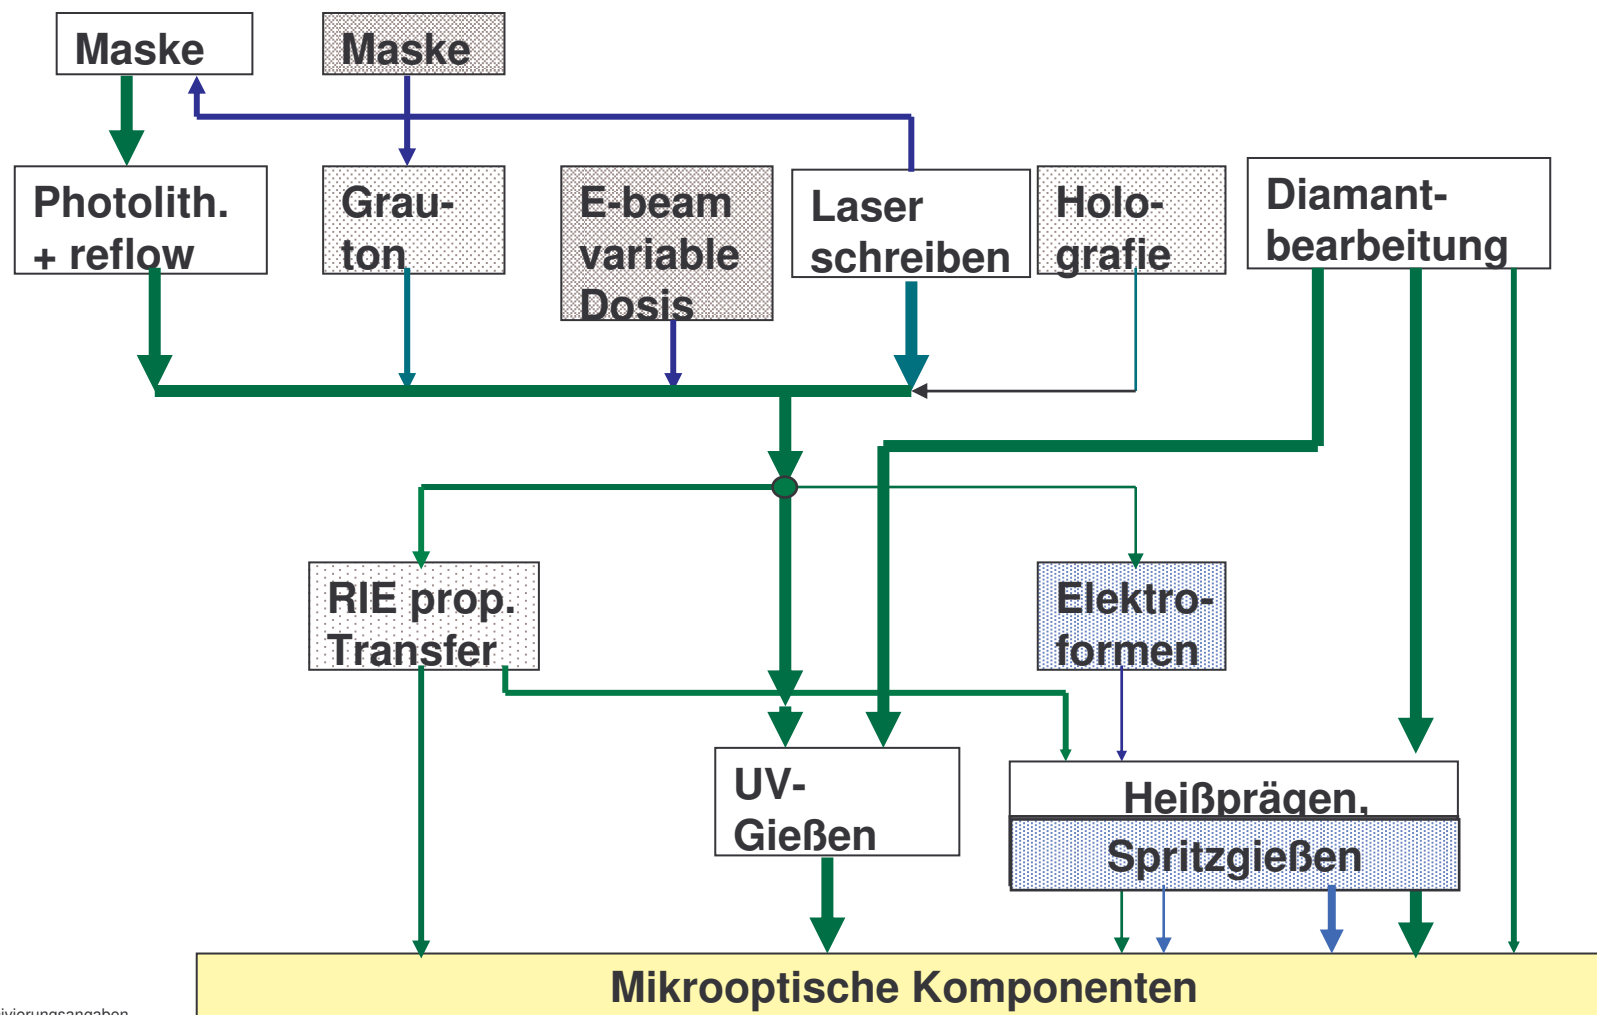 Maske
Maske
Photolith.
+ reflow
Grau-
ton
E-beam
variable
Dosis
Laser
schreiben
Holo-
grafie
Diamant-
bearbeitung
RIE prop.
Transfer
Elektro-
formen
UV-
Gießen
Heißprägen,
Spritzgießen
Mikrooptische Komponenten